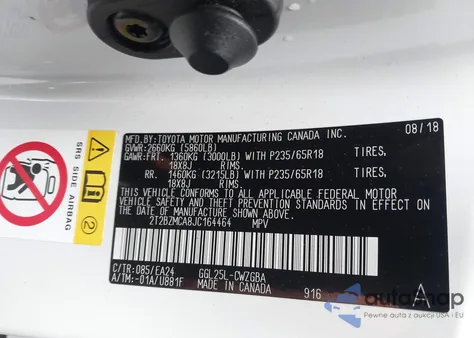 MFD.BY:TOYOTA MOTOR MANUFACTURING CANADA INC.
GVWR:2660KG (5860LB) 08/18
GAWR:FRT. 1360KG (3000LB) WITH P235/65R18 TIRES,
18X8J RIMS.
RR. 1460KG (3215LB) WITH P235/65R18 TIRES,
18X8J RIMS.
THIS VEHICLE CONFORMS TO ALL APPLICABLE FEDERAL MOTOR
VEHICLE SAFETY AND THEFT PREVENTION STANDARDS IN EFFECT ON
THE DATE OF MANUFACTURE SHOWN ABOVE.
2T2BZMCA8JC164464 MPV
C/TR:085/EA24 GGL25L-CWZGBA
A/TM:-01A/U881F
MADE IN CANADA 916 A
SRS SIDE AIRBAG
2
autosnap
Pewne auta z aukcji USA i EU